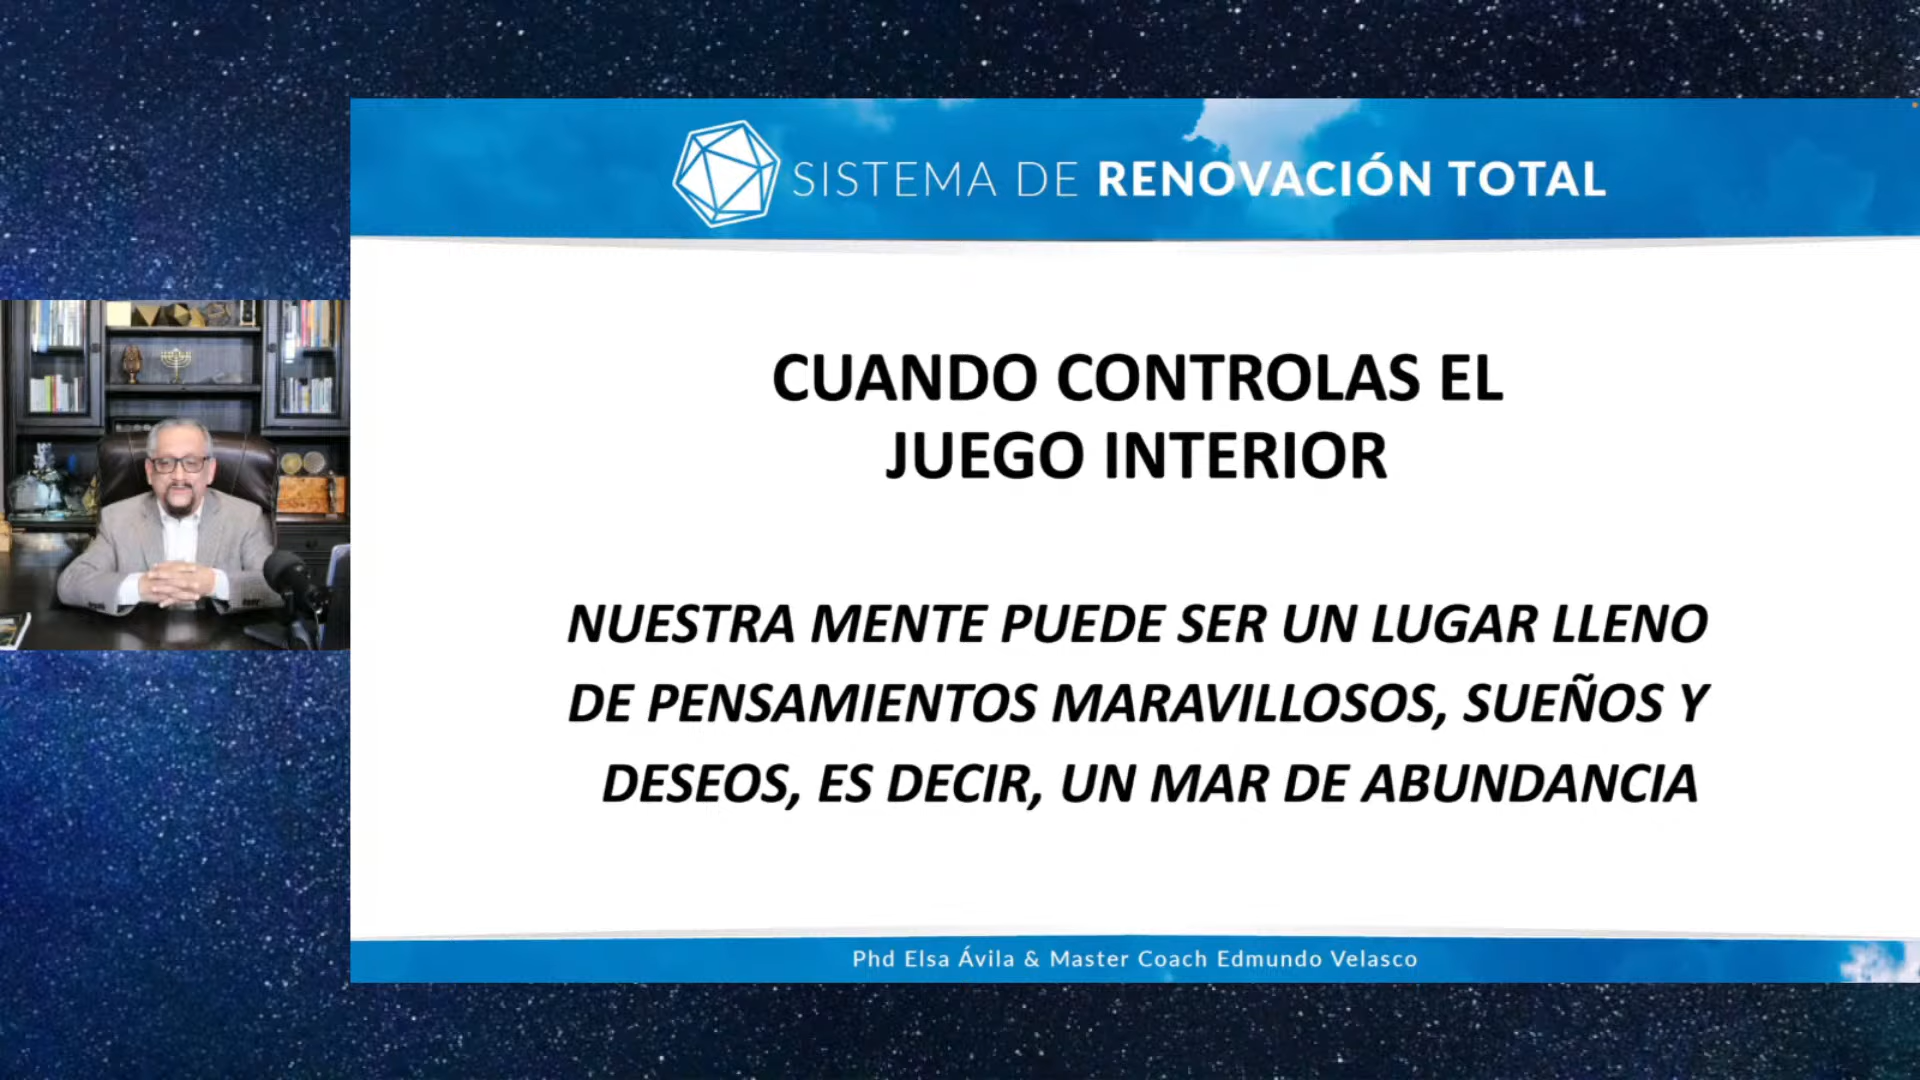 SISTEMA DE RENOVACIÓN TOTAL
CUANDO CONTROLAS EL
JUEGO INTERIOR
NUESTRA MENTE PUEDE SER UN LUGAR LLENO
DE PENSAMIENTOS MARAVILLOSOS, SUEÑOS Y
DESEOS, ES DECIR, UN MAR DE ABUNDANCIA
Phd Elsa Ávila & Master Coach Edmundo Velasco